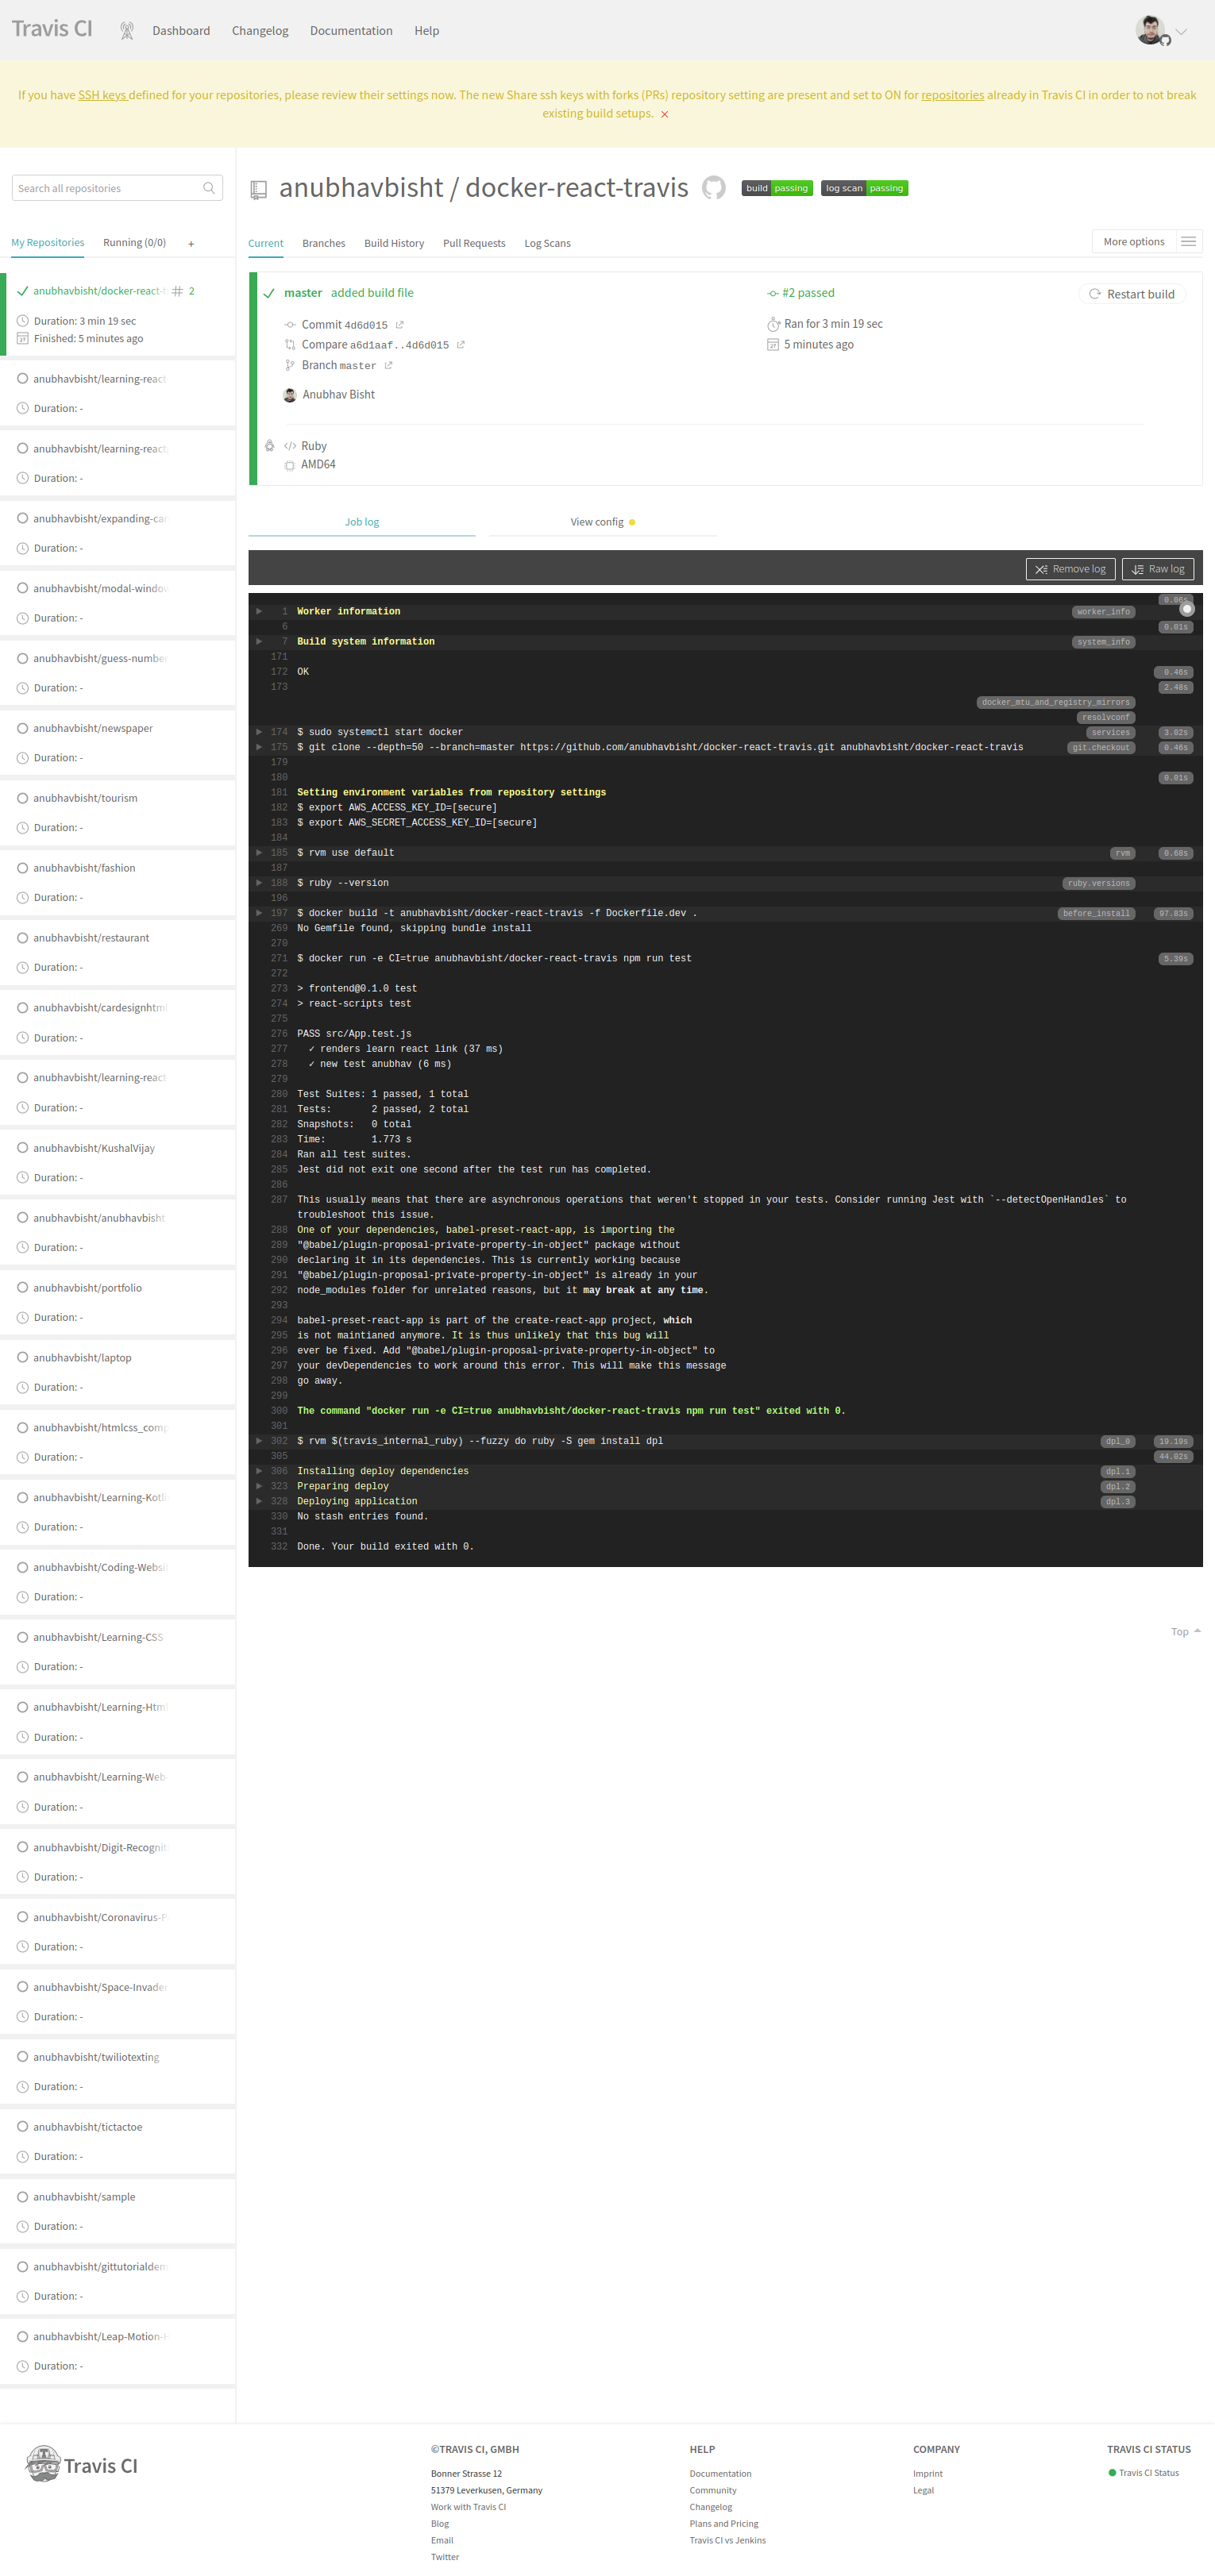 Travis CI
Dashboard
Changelog
Documentation
Help
If you have SSH keys defined for your repositories, please review their settings now. The new Share ssh keys with forks (PRs) repository setting are present and set to ON for repositories already in Travis CI in order to not break
existing build setups.
Search all repositories
My Repositories
Running (0/0)
+
anubhavbisht/docker-react-
2
Duration: 3 min 19 sec
Finished: 5 minutes ago
anubhavbisht/learning-react
Duration: -
anubhavbisht/learning-react
Duration: -
anubhavbisht/expanding-car
Duration: -
anubhavbisht/modal-window
Duration: -
anubhavbisht/guess-number
Duration: -
anubhavbisht/newspaper
Duration: -
anubhavbisht/tourism
Duration: -
anubhavbisht/fashion
Duration: -
anubhavbisht/restaurant
Duration: -
anubhavbisht/cardesignhtml
Duration: -
anubhavbisht/learning-react
Duration: -
anubhavbisht/KushalVijay
Duration: -
anubhavbisht/anubhavbisht
Duration: -
anubhavbisht/portfolio
Duration: -
anubhavbisht/laptop
Duration: -
anubhavbisht/htmlcss_comp
Duration: -
anubhavbisht/Learning-Kotli
Duration: -
anubhavbisht/Coding-Websit
Duration: -
anubhavbisht/Learning-CSS
Duration: -
anubhavbisht/Learning-Html
Duration: -
anubhavbisht/Learning-Web
Duration: -
anubhavbisht/Digit-Recognit
Duration: -
anubhavbisht/Coronavirus-P
Duration: -
anubhavbisht/Space-Invader
Duration: -
anubhavbisht/twiliotexting
Duration: -
anubhavbisht/tictactoe
Duration: -
anubhavbisht/sample
Duration: -
anubhavbisht/gittutorialdem
Duration: -
anubhavbisht/Leap-Motion-H
Duration: -
anubhavbisht / docker-react-travis
build passing
log scan passing
Current
Branches
Build History
Pull Requests
Log Scans
More options
master added build file
#2 passed
Restart build
Commit 4d6d015
Ran for 3 min 19 sec
Compare a6d1aaf..4d6d015
5 minutes ago
Branch master
Anubhav Bisht
Ruby
AMD64
Job log
View config
Remove log
Raw log
0.06s
1 Worker information worker_info
6 0.01s
7 Build system information system_info
171
172 OK 0.46s
173 2.48s
docker_mtu_and_registry_mirrors
resolvconf
174 $ sudo systemctl start docker services 3.02s
175 $ git clone --depth=50 --branch=master https://github.com/anubhavbisht/docker-react-travis.git anubhavbisht/docker-react-travis git.checkout 0.46s
179
180 0.01s
181 Setting environment variables from repository settings
182 $ export AWS_ACCESS_KEY_ID=[secure]
183 $ export AWS_SECRET_ACCESS_KEY_ID=[secure]
184
185 $ rvm use default rvm 0.68s
187
188 $ ruby --version ruby.versions
196
197 $ docker build -t anubhavbisht/docker-react-travis -f Dockerfile.dev . before_install 97.83s
269 No Gemfile found, skipping bundle install
270
271 $ docker run -e CI=true anubhavbisht/docker-react-travis npm run test 5.39s
272
273 > frontend@0.1.0 test
274 > react-scripts test
275
276 PASS src/App.test.js
277 ✓ renders learn react link (37 ms)
278 ✓ new test anubhav (6 ms)
279
280 Test Suites: 1 passed, 1 total
281 Tests: 2 passed, 2 total
282 Snapshots: 0 total
283 Time: 1.773 s
284 Ran all test suites.
285 Jest did not exit one second after the test run has completed.
286
287 This usually means that there are asynchronous operations that weren't stopped in your tests. Consider running Jest with `--detectOpenHandles` to
troubleshoot this issue.
288 One of your dependencies, babel-preset-react-app, is importing the
289 "@babel/plugin-proposal-private-property-in-object" package without
290 declaring it in its dependencies. This is currently working because
291 "@babel/plugin-proposal-private-property-in-object" is already in your
292 node_modules folder for unrelated reasons, but it may break at any time.
293
294 babel-preset-react-app is part of the create-react-app project, which
295 is not maintianed anymore. It is thus unlikely that this bug will
296 ever be fixed. Add "@babel/plugin-proposal-private-property-in-object" to
297 your devDependencies to work around this error. This will make this message
298 go away.
299
300 The command "docker run -e CI=true anubhavbisht/docker-react-travis npm run test" exited with 0.
301
302 $ rvm $(travis_internal_ruby) --fuzzy do ruby -S gem install dpl dpl_0 19.19s
305 44.02s
306 Installing deploy dependencies dpl.1
323 Preparing deploy dpl.2
328 Deploying application dpl.3
330 No stash entries found.
331
332 Done. Your build exited with 0.
Top
Travis CI
©TRAVIS CI, GMBH
Bonner Strasse 12
51379 Leverkusen, Germany
Work with Travis CI
Blog
Email
Twitter
HELP
Documentation
Community
Changelog
Plans and Pricing
Travis CI vs Jenkins
COMPANY
Imprint
Legal
TRAVIS CI STATUS
Travis CI Status